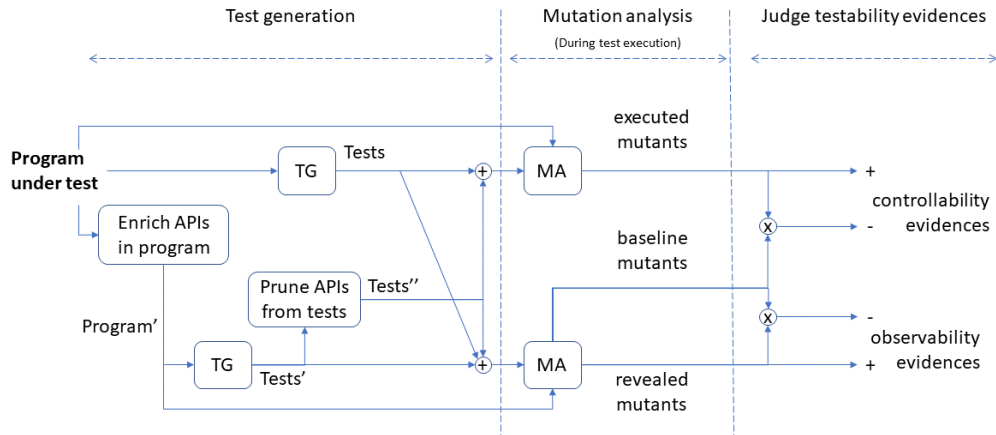 Test generation
Mutation analysis
(During test execution)
Judge testability evidences
executed
mutants
Program
under test
Tests
TG
+
MA
+
controllability
evidences
-
x
Enrich APIs
in program
baseline
mutants
Prune APIs
from tests
Tests’’
Program’
x
-
observability
evidences
TG
Tests’
+
MA
+
revealed
mutants